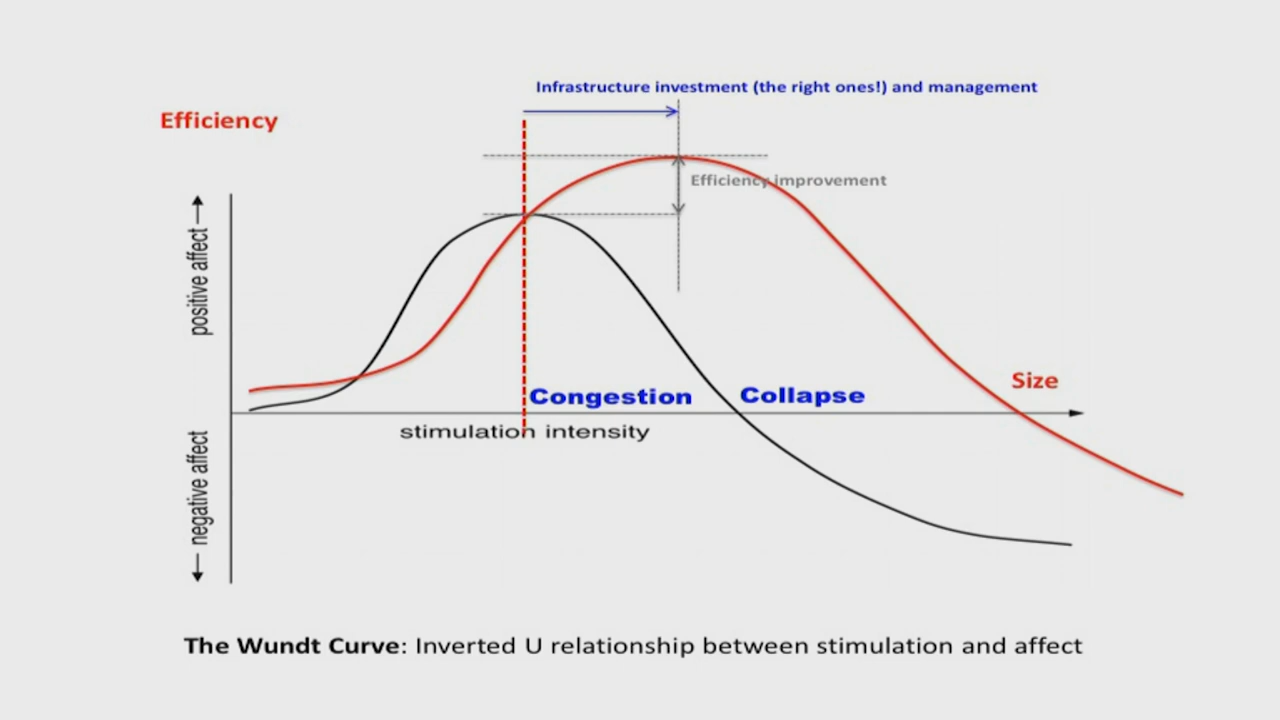 Infrastructure investment (the right ones!) and management
Efficiency
Efficiency improvement
positive affect
Size
Congestion
Collapse
stimulation intensity
negative affect
The Wundt Curve: Inverted U relationship between stimulation and affect